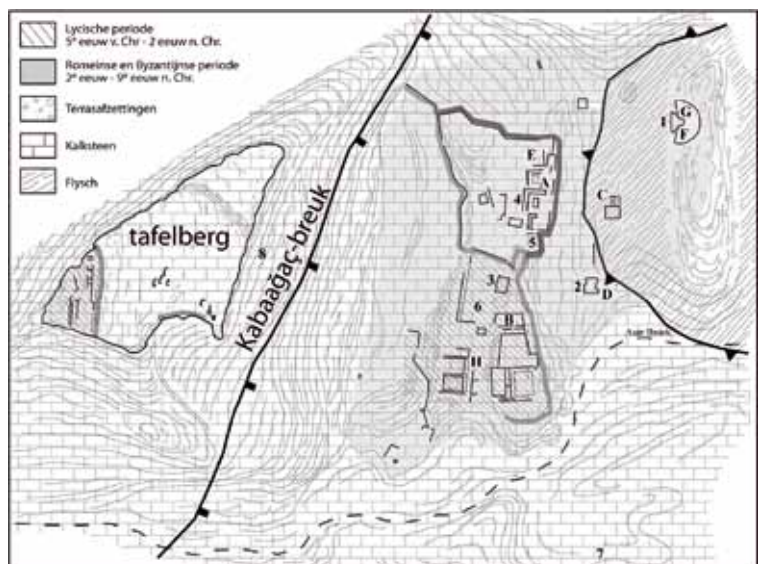 Lycische periode
5e eeuw v. Chr - 2 eeuw n. Chr.
Romeinse en Byzantijnse periode
2e eeuw - 9e eeuw n. Chr.
Terrasafzettingen
Kalksteen
Flysch
tafelberg
Kabaağaç-breuk
8
E
A
4
5
3
6
B
H
C
2
D
1
G
F
7